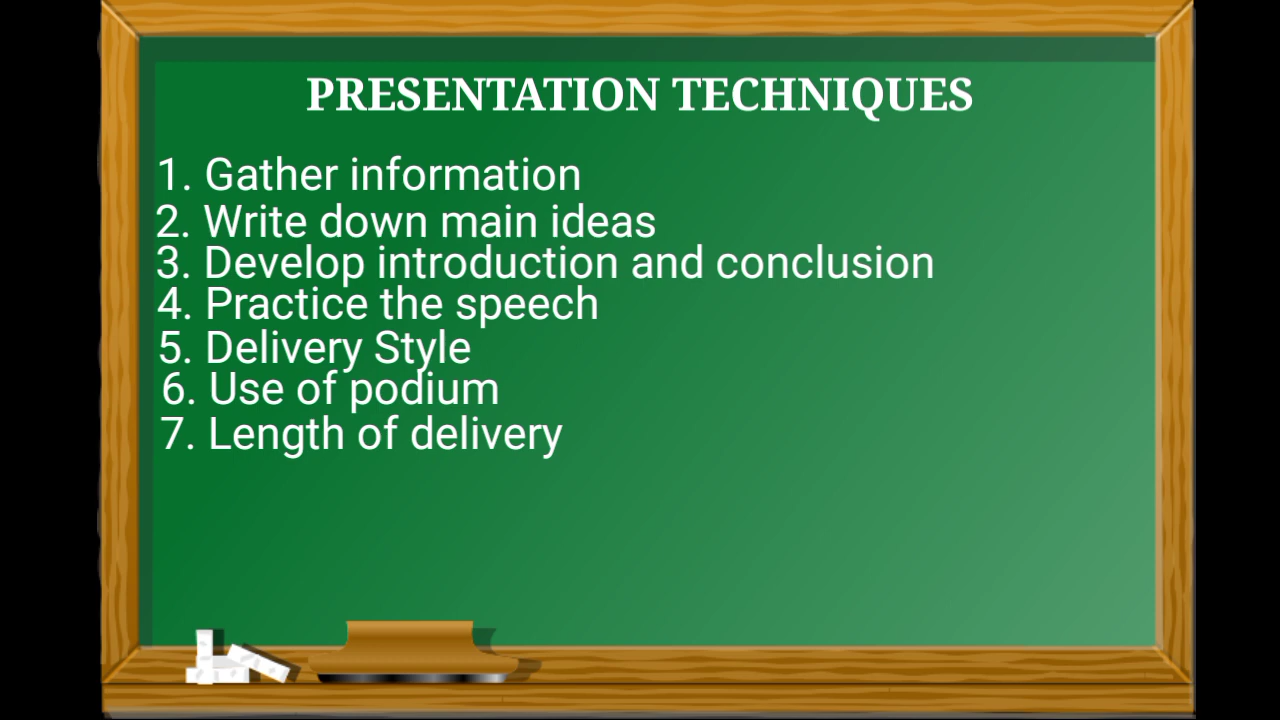 PRESENTATION TECHNIQUES
1. Gather information
2. Write down main ideas
3. Develop introduction and conclusion
4. Practice the speech
5. Delivery Style
6. Use of podium
7. Length of delivery